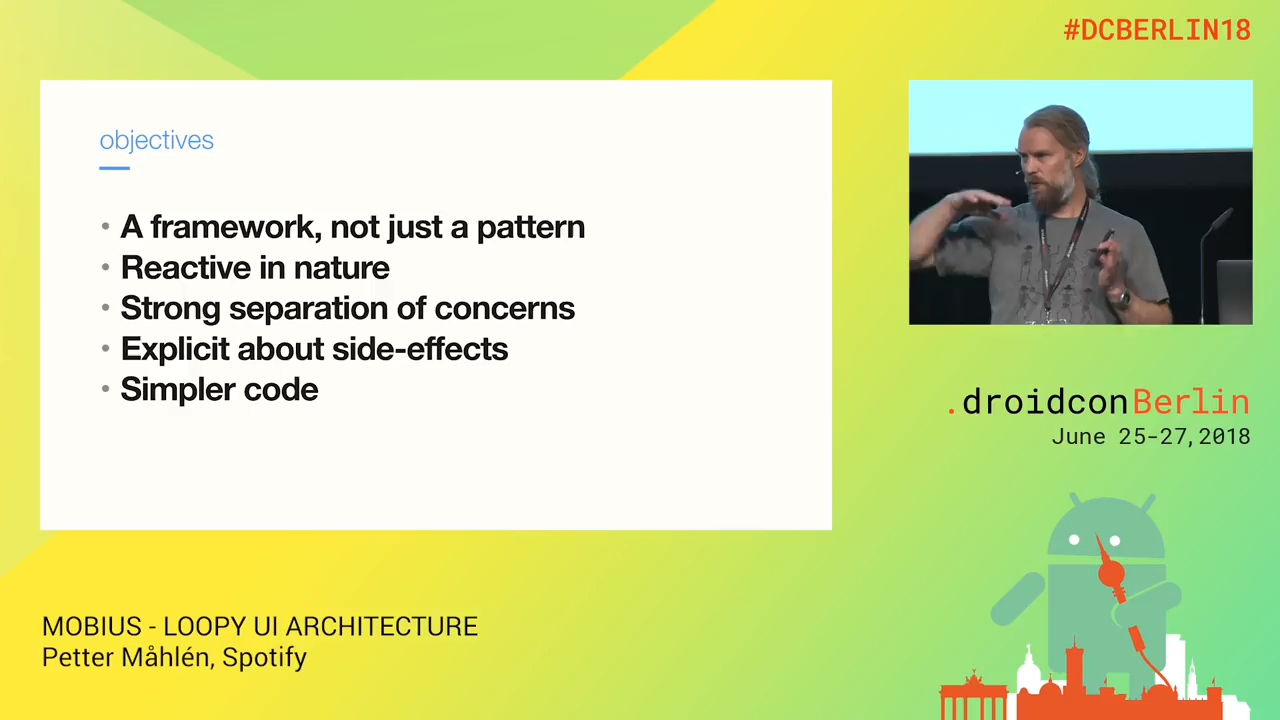 #DCBERLIN18
objectives
• A framework, not just a pattern
• Reactive in nature
• Strong separation of concerns
• Explicit about side-effects
• Simpler code
.droidconBerlin
June 25-27, 2018
MOBIUS - LOOPY UI ARCHITECTURE
Petter Måhlén, Spotify